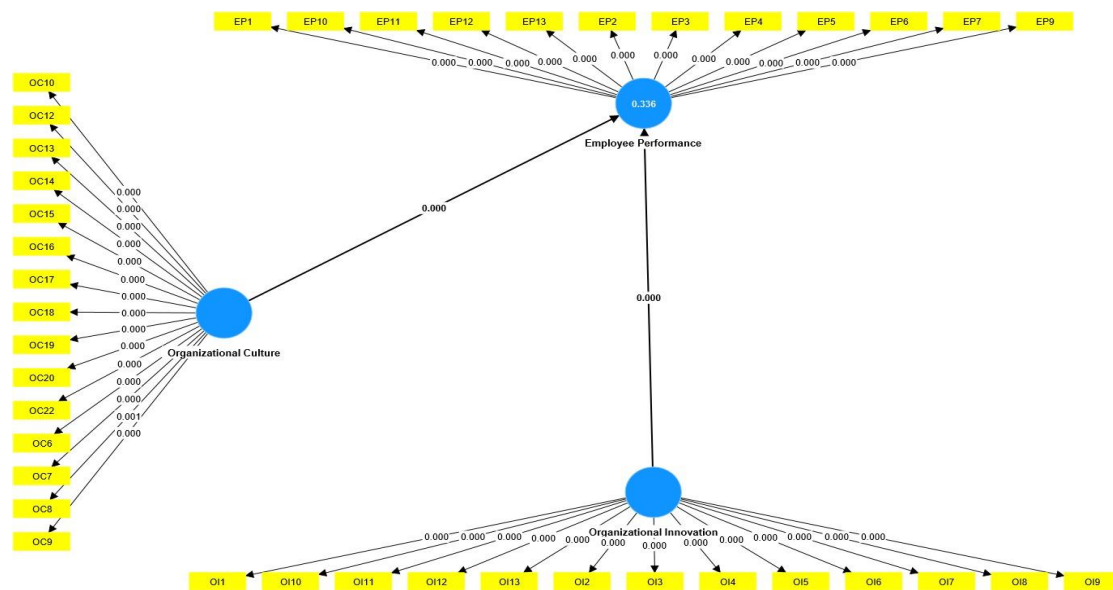 EP1 EP10 EP11 EP12 EP13 EP2 EP3 EP4 EP5 EP6 EP7 EP9
0.000 0.000 0.000 0.000 0.000 0.000 0.000 0.000 0.000 0.000 0.000 0.000
0.336
Employee Performance
OC10
OC12
OC13
OC14
OC15
OC16
OC17
OC18
OC19
OC20
OC22
OC6
OC7
OC8
OC9
0.000
0.000
0.000
0.000
0.000
0.000
0.000
0.000
0.000
0.000
0.000
0.000
0.000
0.001
0.000
Organizational Culture
0.000
0.000
Organizational Innovation
0.000 0.000 0.000 0.000 0.000 0.000 0.000 0.000 0.000 0.000 0.000 0.000 0.000
OI1 OI10 OI11 OI12 OI13 OI2 OI3 OI4 OI5 OI6 OI7 OI8 OI9